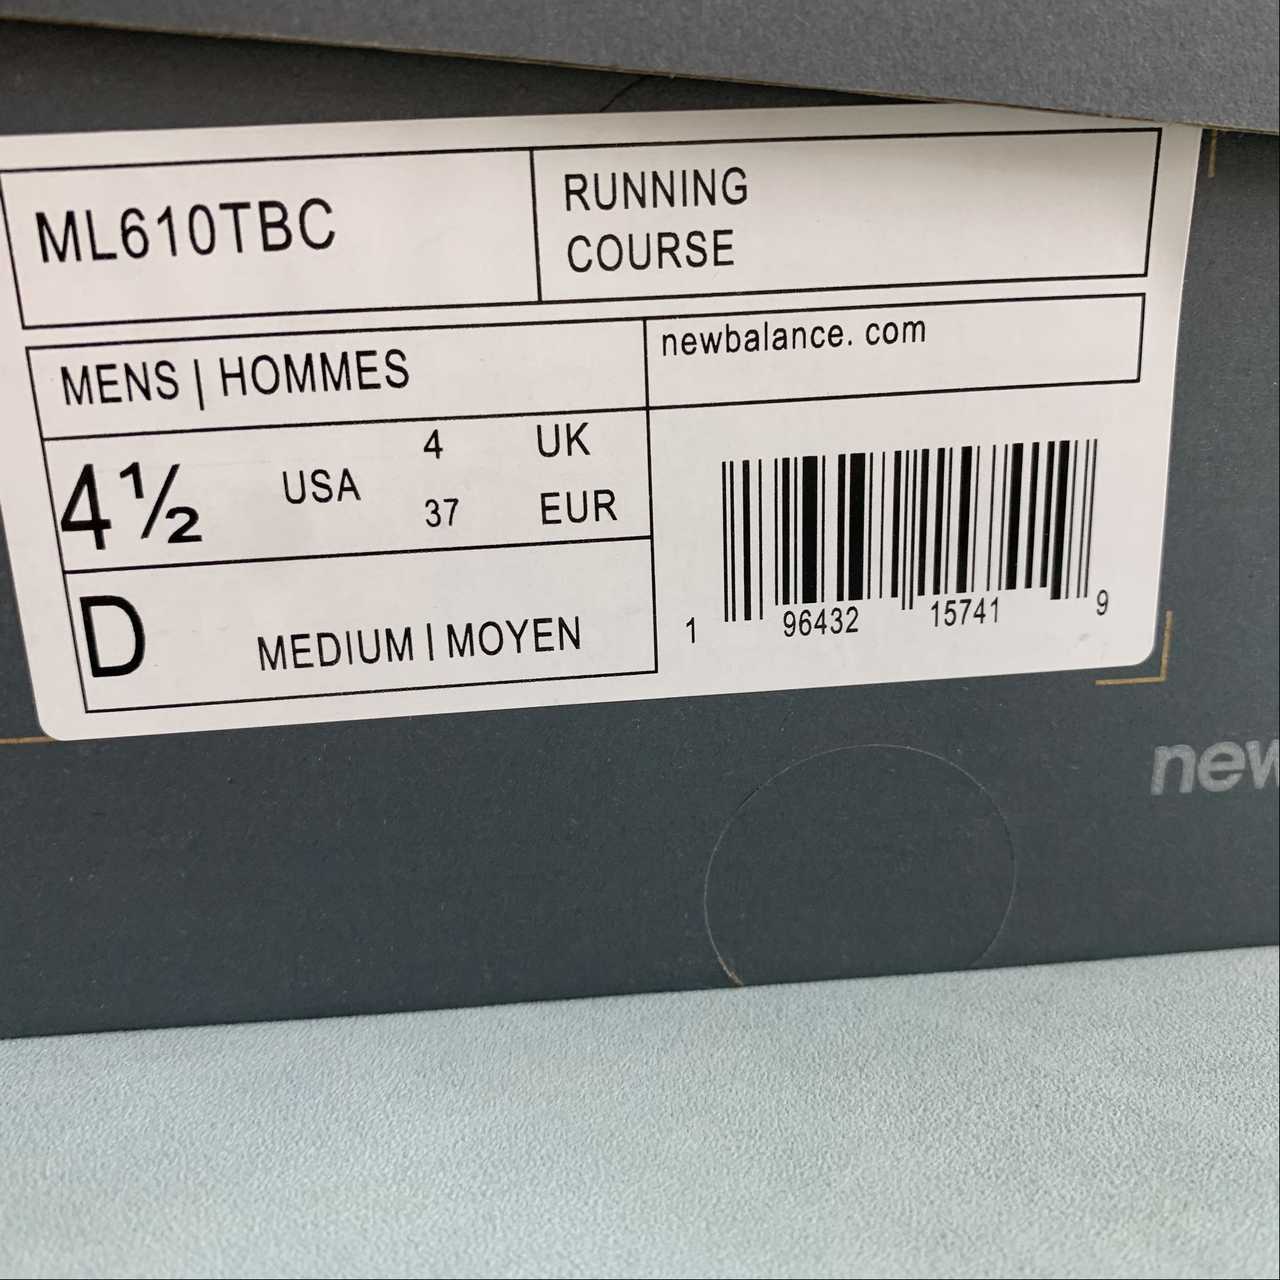 ML610TBC
RUNNING
COURSE
MENS | HOMMES
newbalance. com
4½ USA
4 UK
37 EUR
D MEDIUM | MOYEN
1 96432 15741 9
new